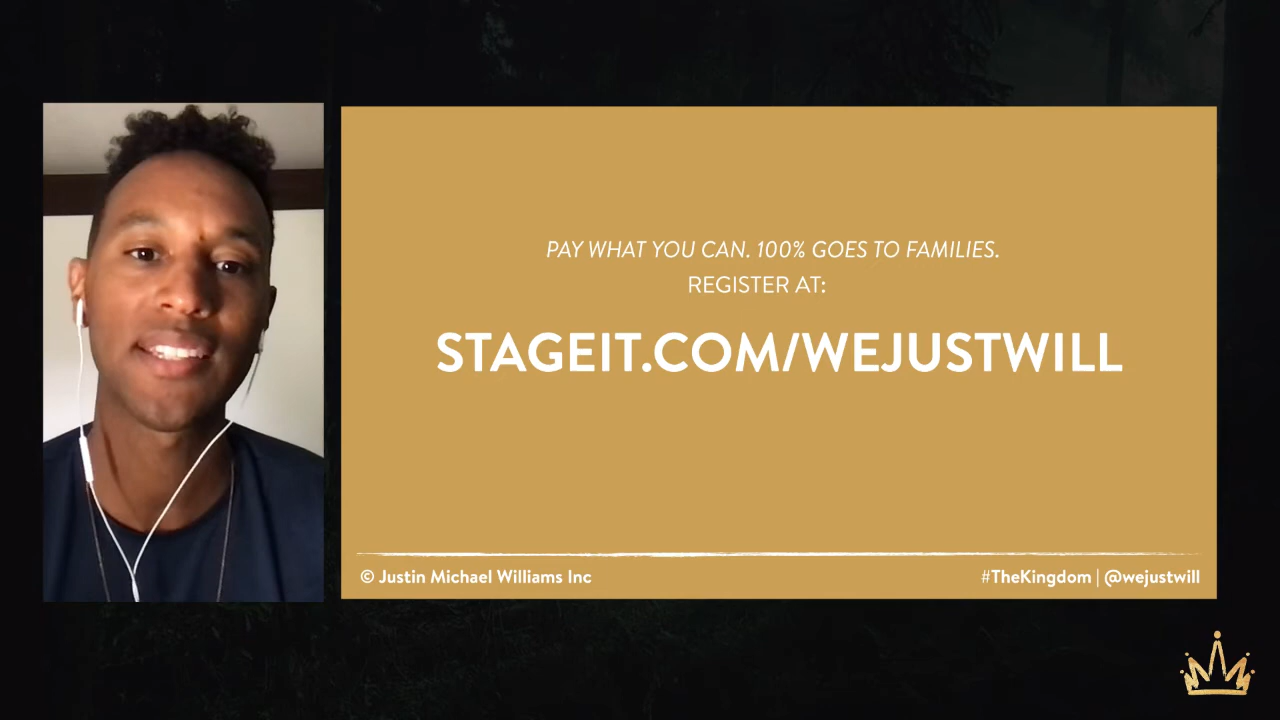 PAY WHAT YOU CAN. 100% GOES TO FAMILIES.
REGISTER AT:
STAGEIT.COM/WEJUSTWILL
© Justin Michael Williams Inc
#TheKingdom | @wejustwill